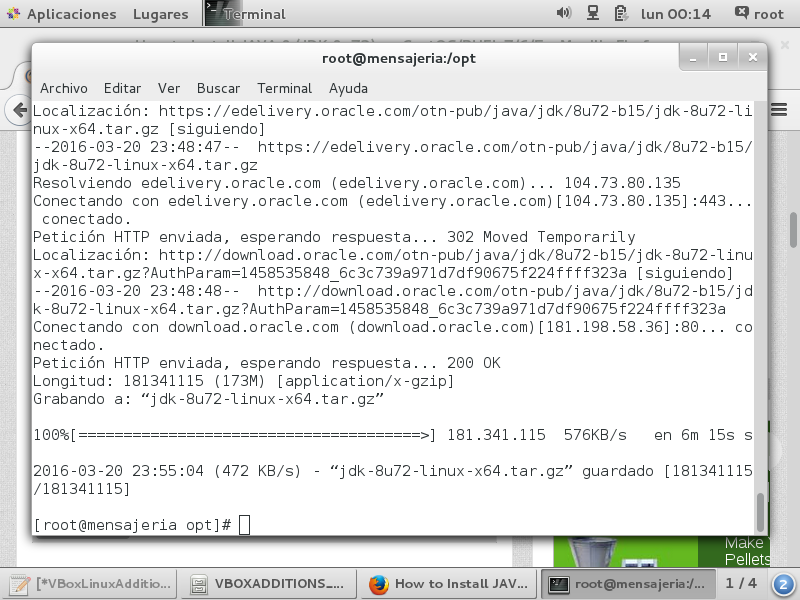 Aplicaciones Lugares Terminal lun 00:14 root
root@mensajeria:/opt
Archivo Editar Ver Buscar Terminal Ayuda
Localización: https://edelivery.oracle.com/otn-pub/java/jdk/8u72-b15/jdk-8u72-li
nux-x64.tar.gz [siguiendo]
--2016-03-20 23:48:47-- https://edelivery.oracle.com/otn-pub/java/jdk/8u72-b15/
jdk-8u72-linux-x64.tar.gz
Resolviendo edelivery.oracle.com (edelivery.oracle.com)... 104.73.80.135
Conectando con edelivery.oracle.com (edelivery.oracle.com)[104.73.80.135]:443...
conectado.
Petición HTTP enviada, esperando respuesta... 302 Moved Temporarily
Localización: http://download.oracle.com/otn-pub/java/jdk/8u72-b15/jdk-8u72-linu
x-x64.tar.gz?AuthParam=1458535848_6c3c739a971d7df90675f224ffff323a [siguiendo]
--2016-03-20 23:48:48-- http://download.oracle.com/otn-pub/java/jdk/8u72-b15/jd
k-8u72-linux-x64.tar.gz?AuthParam=1458535848_6c3c739a971d7df90675f224ffff323a
Conectando con download.oracle.com (download.oracle.com)[181.198.58.36]:80... co
nectado.
Petición HTTP enviada, esperando respuesta... 200 OK
Longitud: 181341115 (173M) [application/x-gzip]
Grabando a: “jdk-8u72-linux-x64.tar.gz”
100%[======================================>] 181.341.115 576KB/s en 6m 15s s
2016-03-20 23:55:04 (472 KB/s) - “jdk-8u72-linux-x64.tar.gz” guardado [181341115
/181341115]
[root@mensajeria opt]#
Make
Pellets
[*VBoxLinuxAdditio... VBOXADDITIONS_... How to Install JAV... root@mensajeria:/... 1 / 4 2